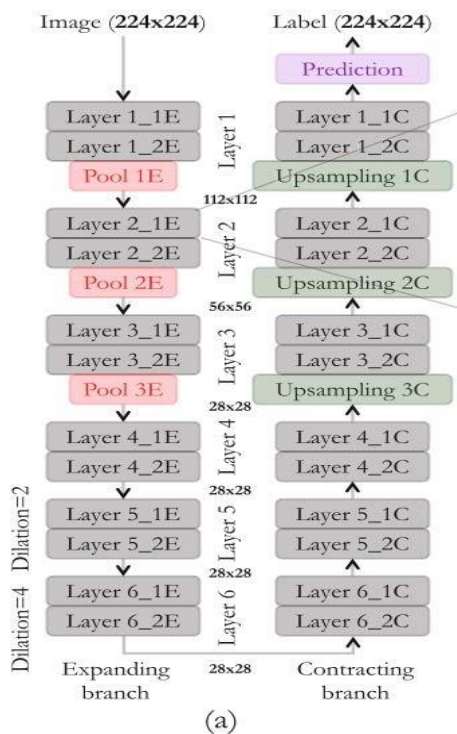 Image (224x224)
Label (224x224)
Prediction
Layer 1_1E
Layer 1_2E
Pool 1E
Layer 1
Layer 1_1C
Layer 1_2C
Upsampling 1C
112x112
Layer 2_1E
Layer 2_2E
Pool 2E
Layer 2
Layer 2_1C
Layer 2_2C
Upsampling 2C
56x56
Layer 3_1E
Layer 3_2E
Pool 3E
Layer 3
Layer 3_1C
Layer 3_2C
Upsampling 3C
28x28
Layer 4_1E
Layer 4_2E
Layer 4
Layer 4_1C
Layer 4_2C
28x28
Dilation=2
Layer 5_1E
Layer 5_2E
Layer 5
Layer 5_1C
Layer 5_2C
28x28
Dilation=4
Layer 6_1E
Layer 6_2E
Layer 6
Layer 6_1C
Layer 6_2C
Expanding
branch
28x28
Contracting
branch
(a)